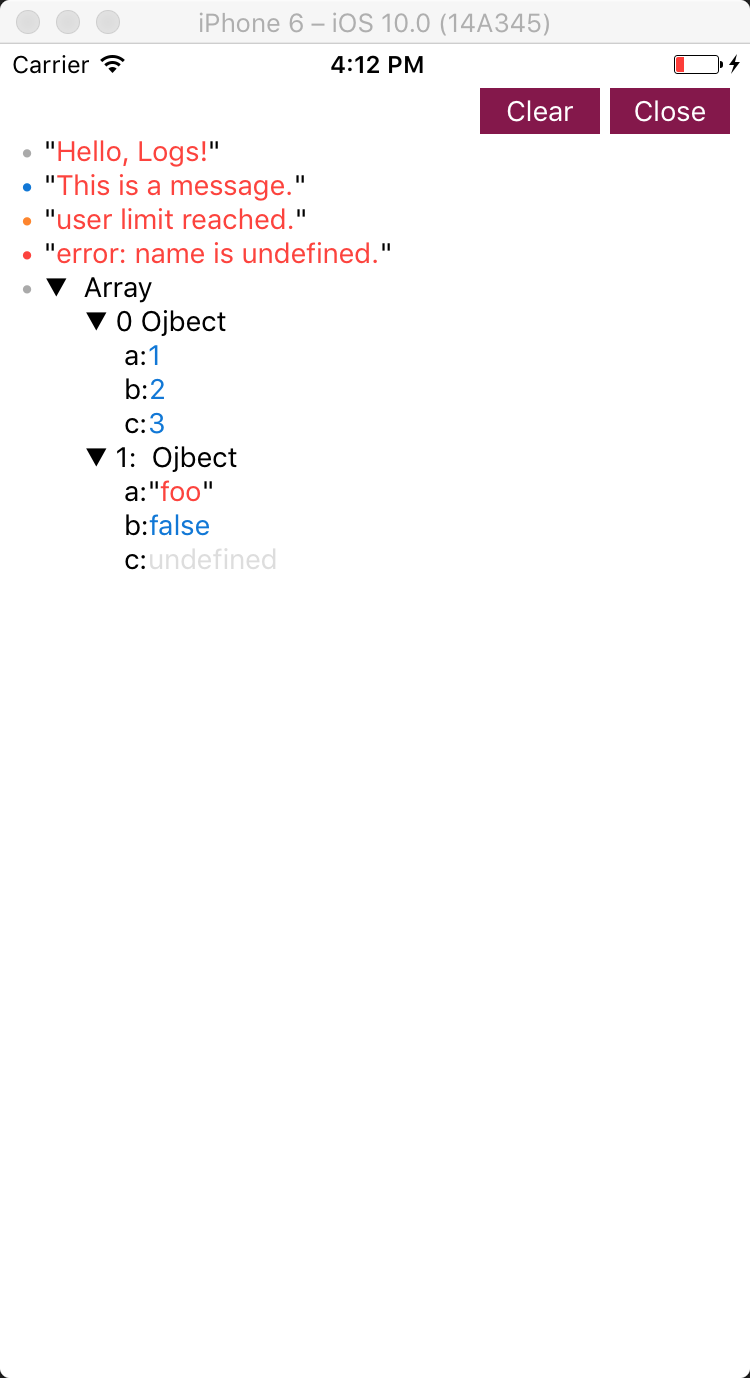 iPhone 6 – iOS 10.0 (14A345)
Carrier 4:12 PM
Clear Close
"Hello, Logs!"
"This is a message."
"user limit reached."
"error: name is undefined."
▼ Array
▼ 0 Ojbect
a:1
b:2
c:3
▼ 1: Ojbect
a:"foo"
b:false
c:undefined